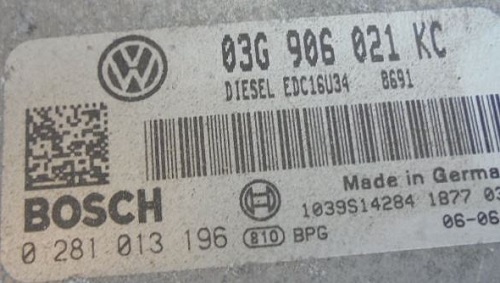 03G 906 021 KC
DIESEL EDC16U34 8691
Made in Germa
BOSCH
1039S14284 1877 03
0 281 013 196 810 BPG
06-06